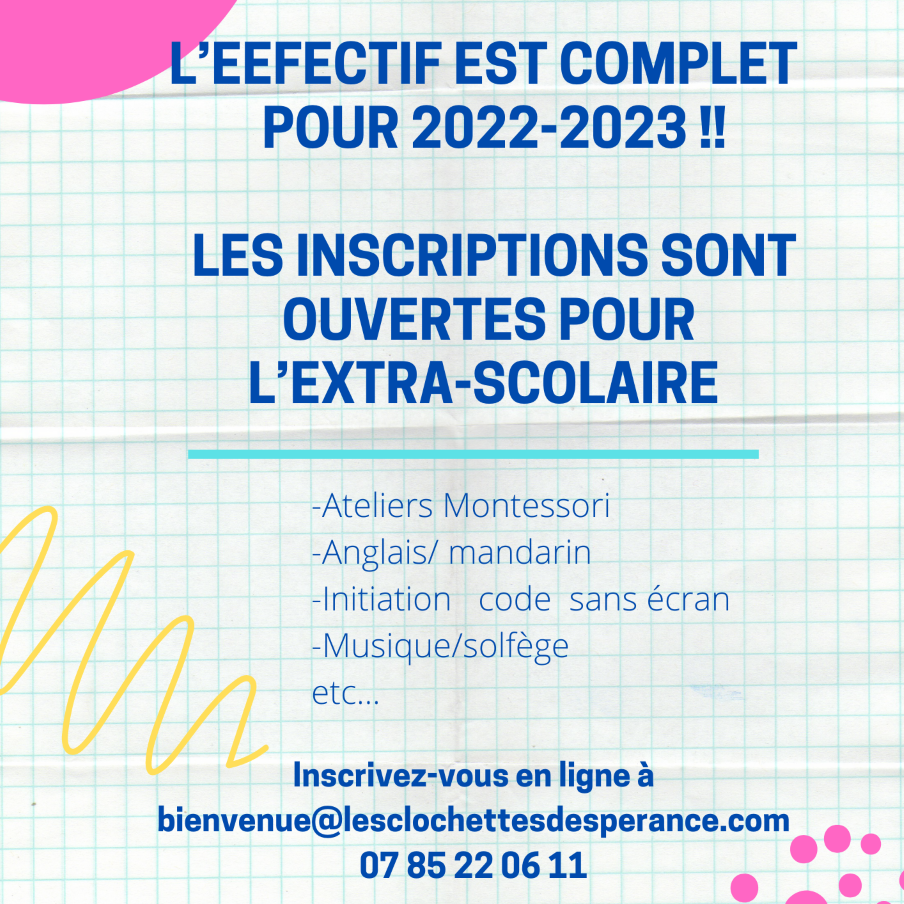 L’EEFECTIF EST COMPLET
POUR 2022-2023 !!
LES INSCRIPTIONS SONT
OUVERTES POUR
L’EXTRA-SCOLAIRE
-Ateliers Montessori
-Anglais/ mandarin
-Initiation code sans écran
-Musique/solfège
etc...
Inscrivez-vous en ligne à
bienvenue@lesclochettesdesperance.com
07 85 22 06 11